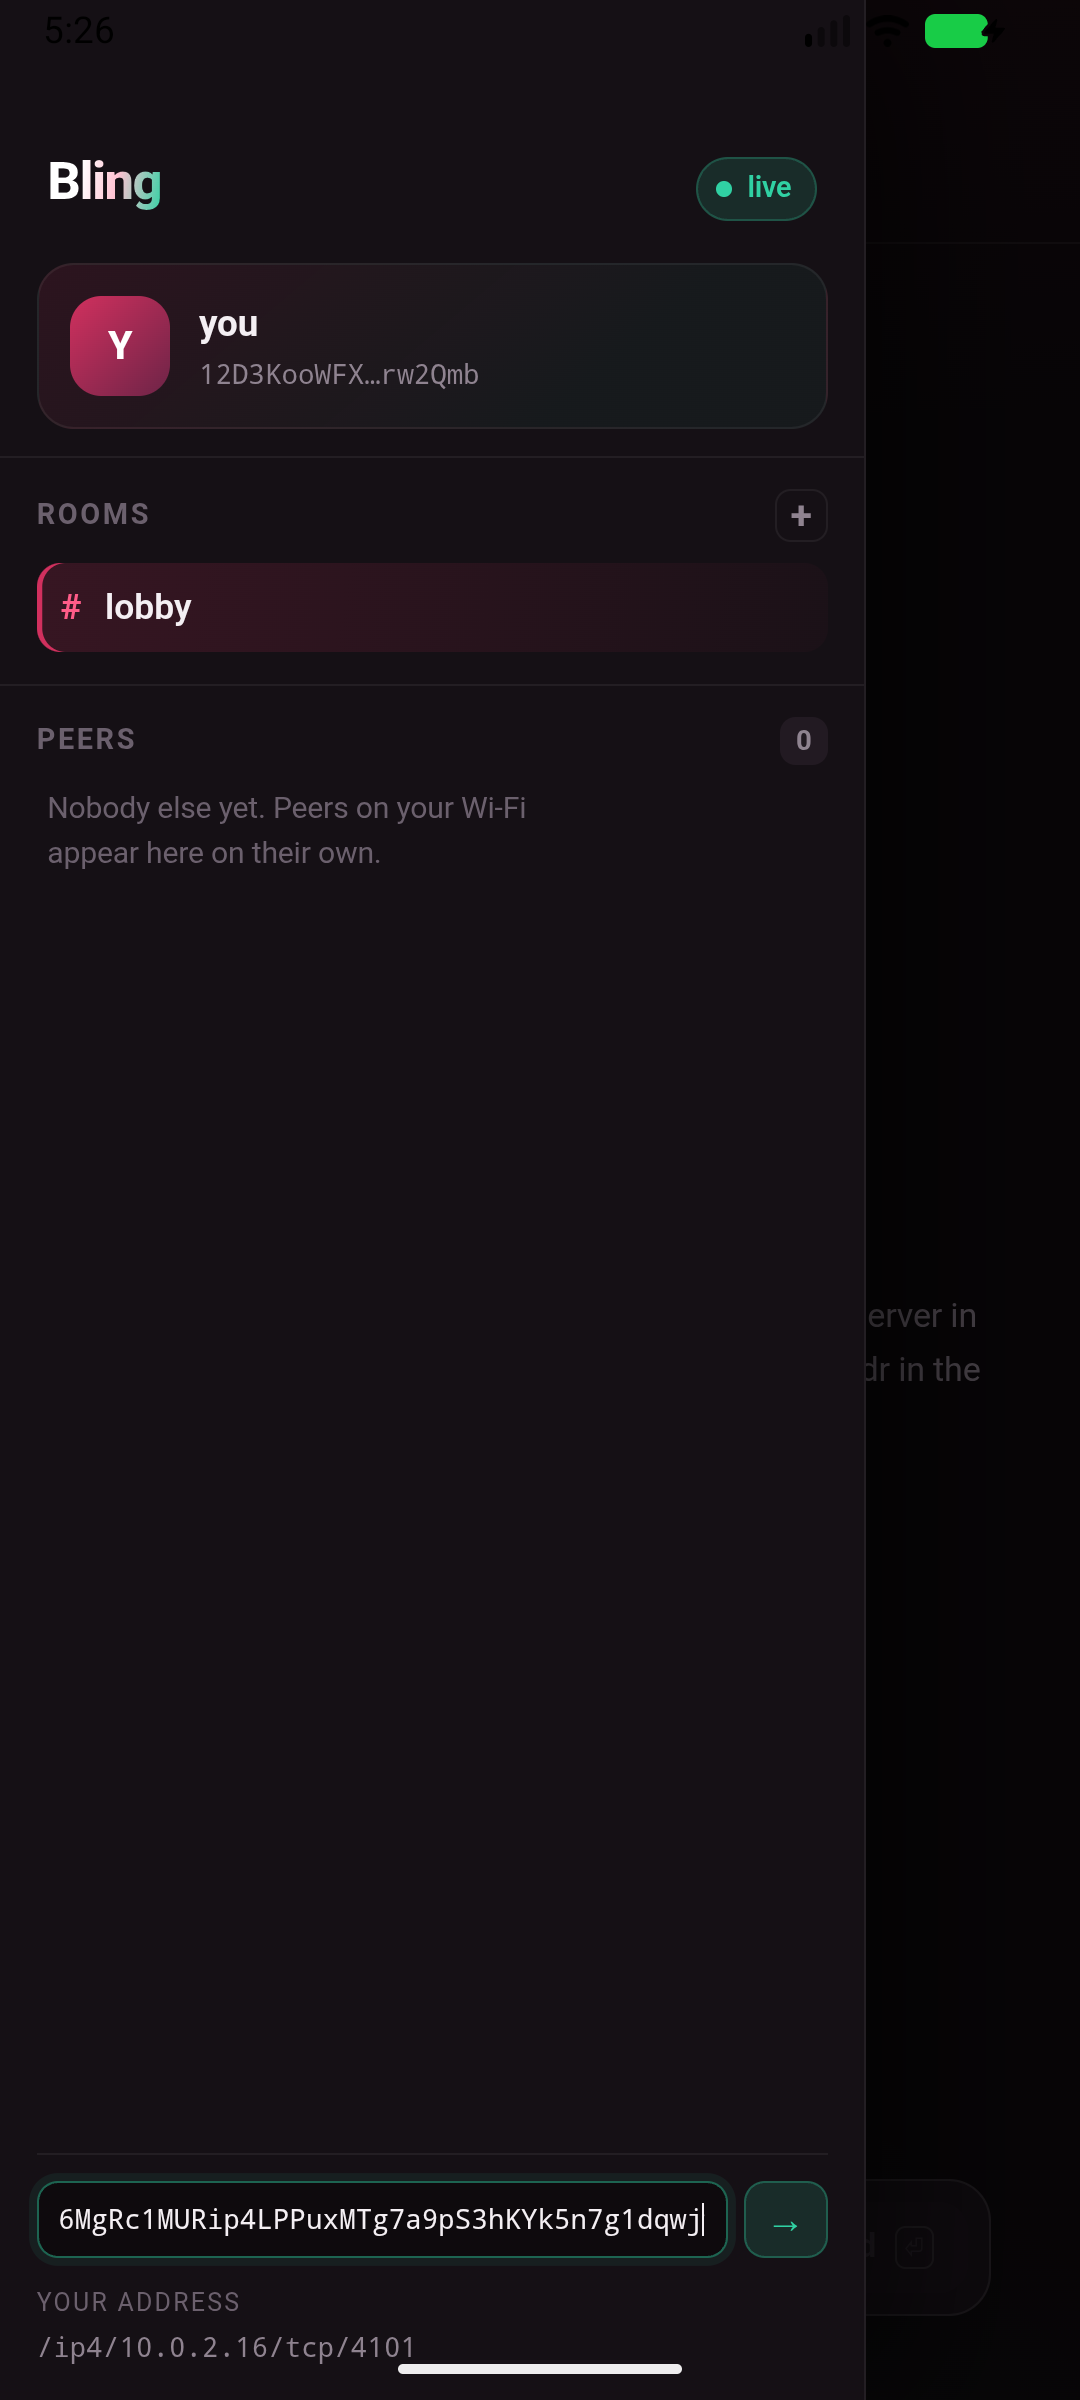 5:26
Bling
live
Y
you
12D3KooWFX…rw2Qmb
ROOMS
+
# lobby
PEERS
0
Nobody else yet. Peers on your Wi-Fi
appear here on their own.
erver in
dr in the
6MgRc1MURip4LPPuxMTg7a9pS3hKYk5n7g1dqwj
→
d
YOUR ADDRESS
/ip4/10.0.2.16/tcp/4101